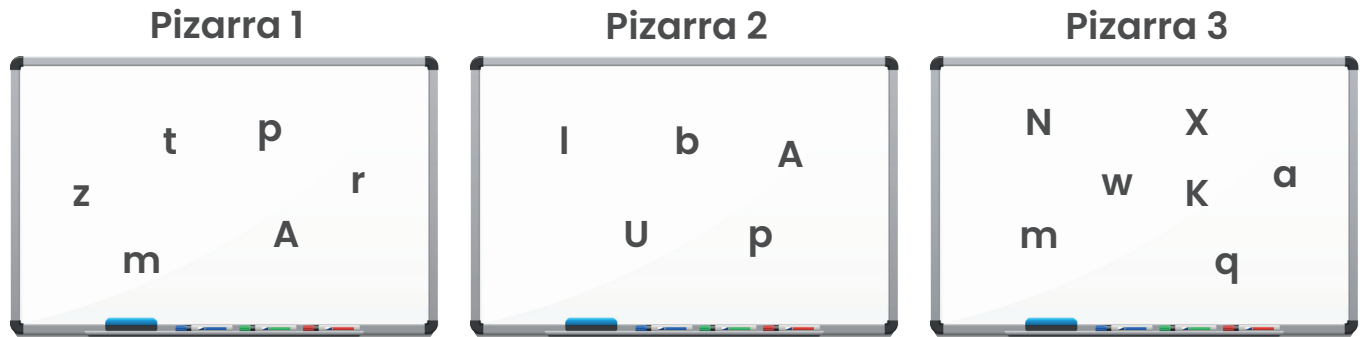 Pizarra 1
t p
r
z
A
m
Pizarra 2
l b A
U p
Pizarra 3
N X
w K a
m
q